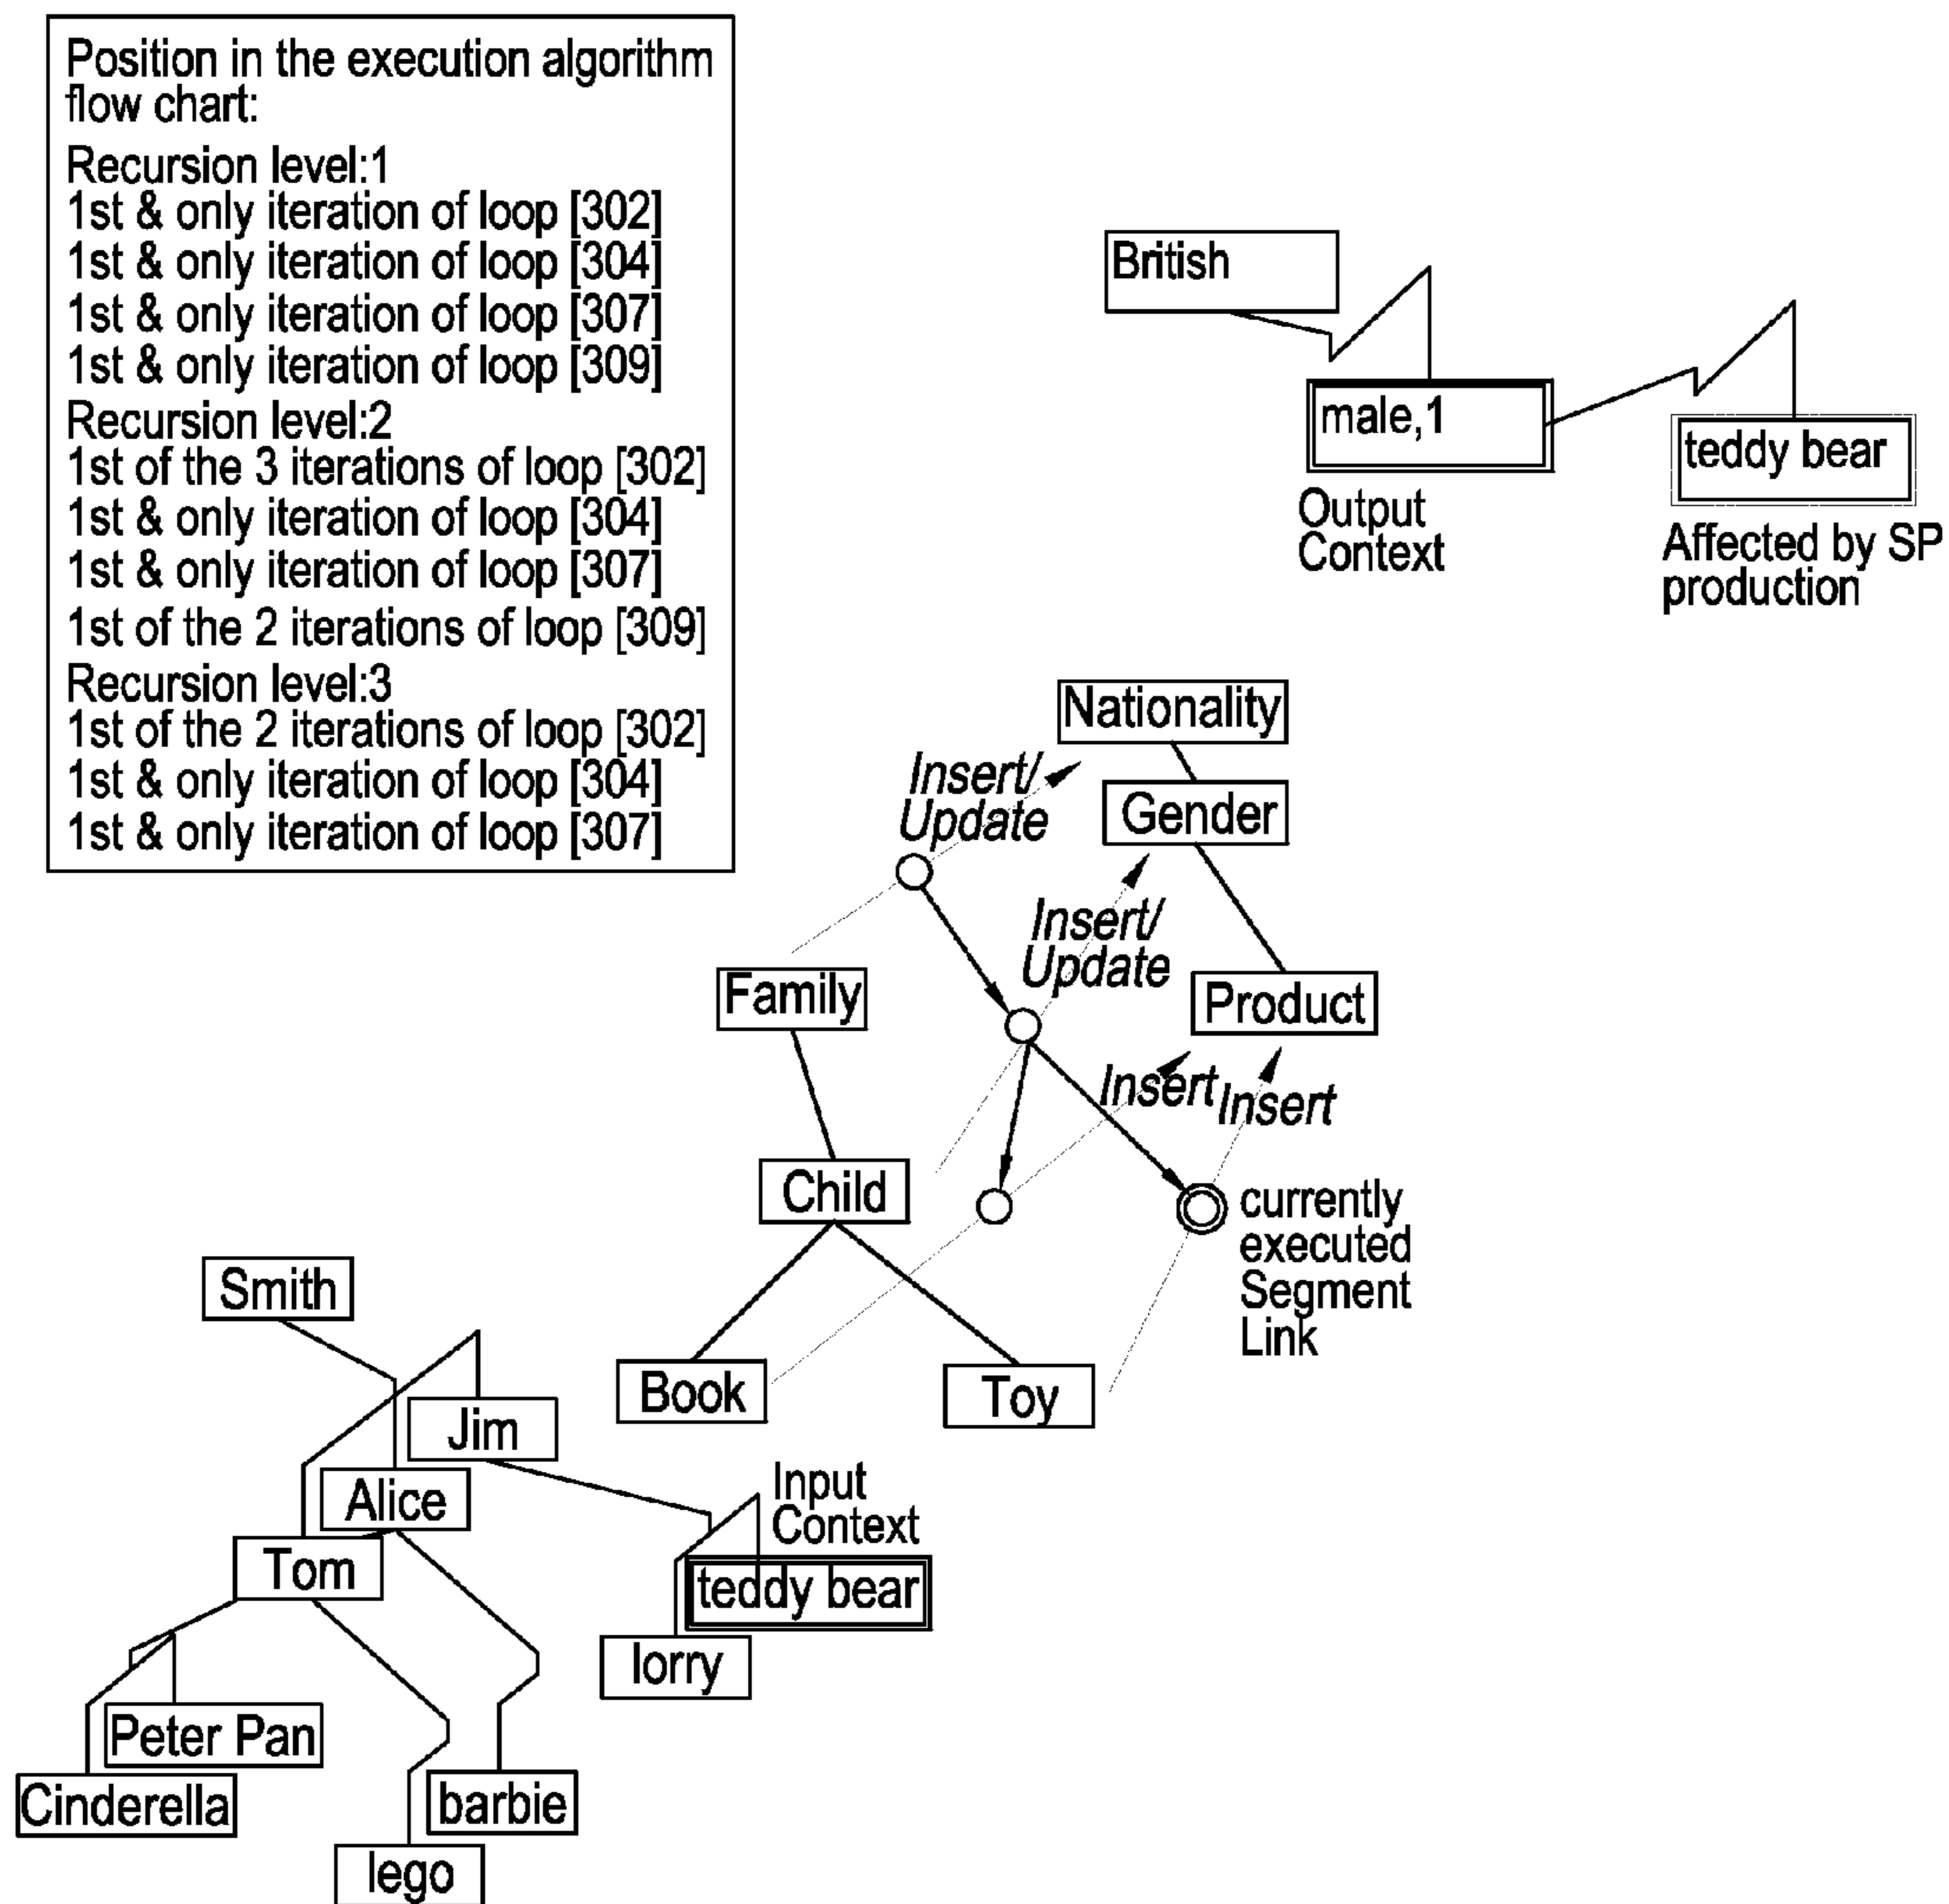 Position in the execution algorithm
flow chart:
Recursion level:1
1st & only iteration of loop [302]
1st & only iteration of loop [304]
1st & only iteration of loop [307]
1st & only iteration of loop [309]
Recursion level:2
1st of the 3 iterations of loop [302]
1st & only iteration of loop [304]
1st & only iteration of loop [307]
1st of the 2 iterations of loop [309]
Recursion level:3
1st of the 2 iterations of loop [302]
1st & only iteration of loop [304]
1st & only iteration of loop [307]
British
male,1
Output
Context
teddy bear
Affected by SP
production
Nationality
Insert/
Update
Gender
Insert/
Update
Family
Product
Insert
Insert
Child
currently
executed
Segment
Link
Book
Toy
Smith
Jim
Alice
Tom
Input
Context
teddy bear
lorry
Peter Pan
Cinderella
barbie
lego